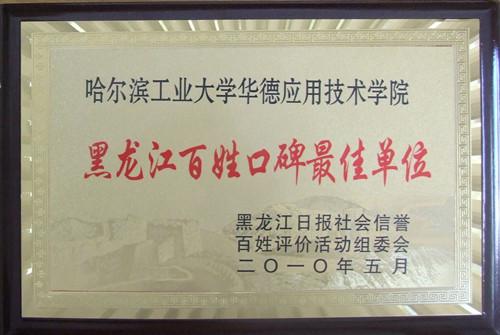 哈尔滨工业大学华德应用技术学院
黑龙江百姓口碑最佳单位
黑龙江日报社会信誉
百姓评价活动组委会
二〇一〇年五月